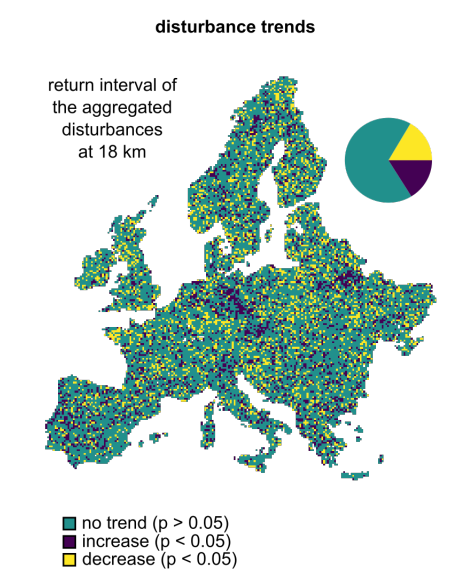 disturbance trends
return interval of
the aggregated
disturbances
at 18 km
no trend (p > 0.05)
increase (p < 0.05)
decrease (p < 0.05)